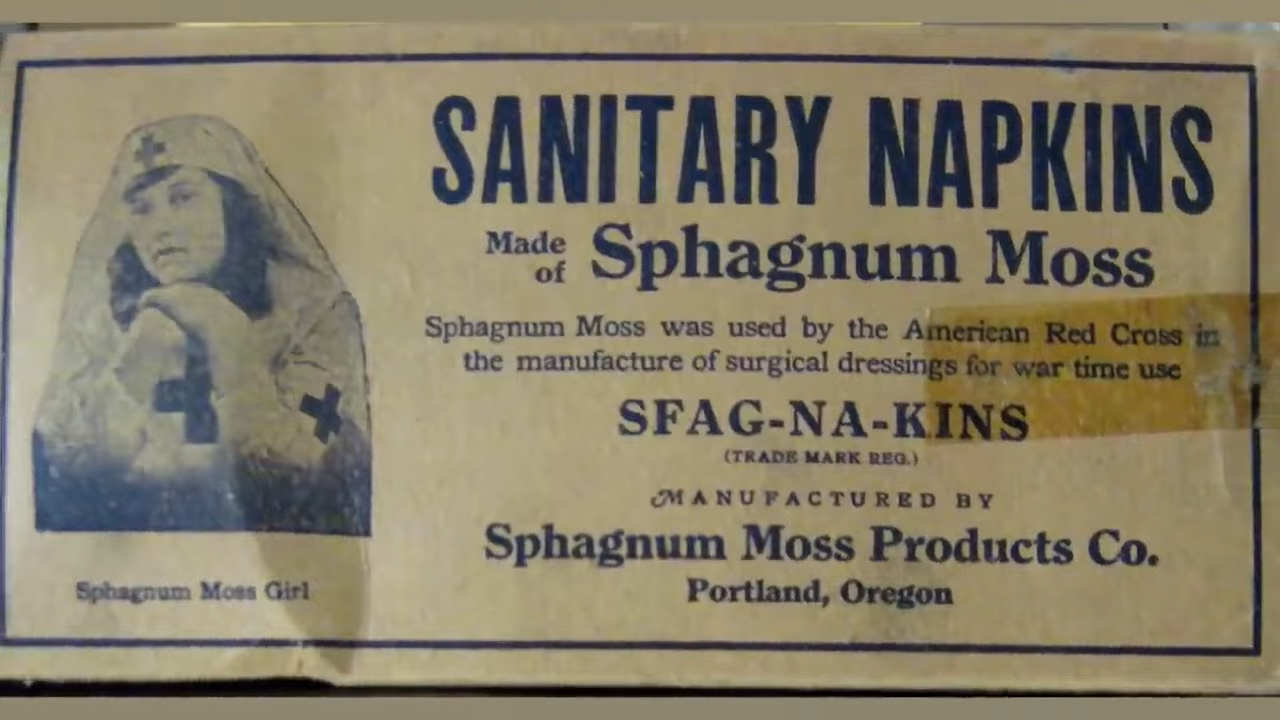 SANITARY NAPKINS
Made of Sphagnum Moss
Sphagnum Moss was used by the American Red Cross in
the manufacture of surgical dressings for war time use
SFAG-NA-KINS
(TRADE MARK REG.)
MANUFACTURED BY
Sphagnum Moss Products Co.
Portland, Oregon
Sphagnum Moss Girl